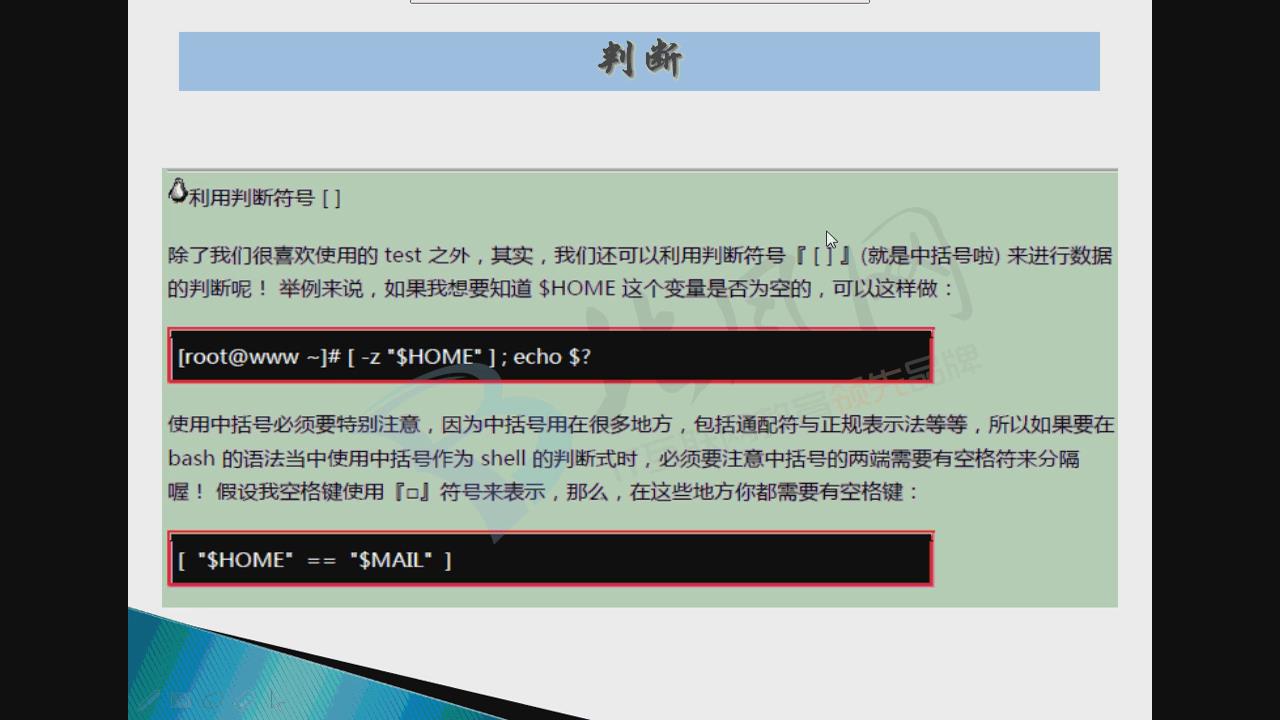 判断
利用判断符号 [ ]
除了我们很喜欢使用的 test 之外，其实，我们还可以利用判断符号『 [ ] 』(就是中括号啦) 来进行数据
的判断呢！ 举例来说，如果我想要知道 $HOME 这个变量是否为空的，可以这样做：
[root@www ~]# [ -z "$HOME" ] ; echo $?
使用中括号必须要特别注意，因为中括号用在很多地方，包括通配符与正规表示法等等，所以如果要在
bash 的语法当中使用中括号作为 shell 的判断式时，必须要注意中括号的两端需要有空格符来分隔
喔！ 假设我空格键使用『□』符号来表示，那么，在这些地方你都需要有空格键：
[ "$HOME" == "$MAIL" ]
北风网
领先品牌